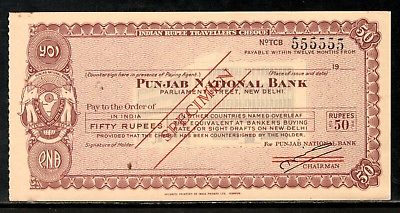 INDIAN RUPEE TRAVELLER'S CHEQUE
50
50
No TCB 555555
PAYABLE WITHIN TWELVE MONTHS FROM
19
(Countersign here in presence of Paying Agent.)
(Place of issue and date)
PUNJAB NATIONAL BANK
PARLIAMENT STREET, NEW DELHI.
Pay to the Order of
IN INDIA
IN OTHER COUNTRIES NAMED OVERLEAF
FIFTY RUPEES
THE EQUIVALENT AT BANKERS BUYING
RATE FOR SIGHT DRAFTS ON NEW DELHI
RUPEES
50
PROVIDED THAT THE CHEQUE HAS BEEN COUNTERSIGNED BY THE HOLDER.
Signature of Holder
For PUNJAB NATIONAL BANK
CHAIRMAN
SPECIMEN
PNB
50
50